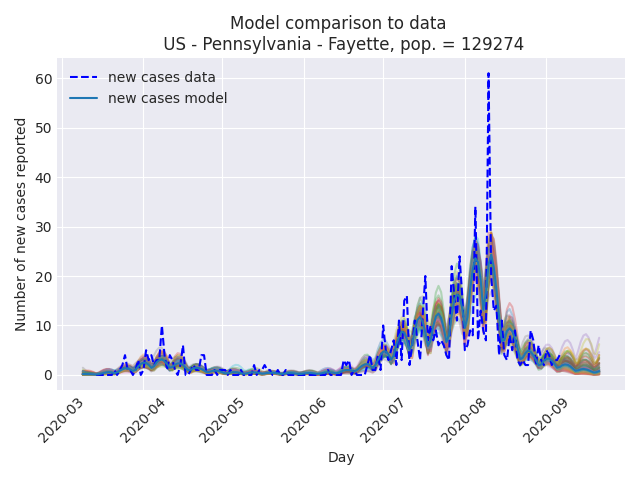 Model comparison to data
US - Pennsylvania - Fayette, pop. = 129274
new cases data
new cases model
Number of new cases reported
60
50
40
30
20
10
0
2020-03
2020-04
2020-05
2020-06
2020-07
2020-08
2020-09
Day